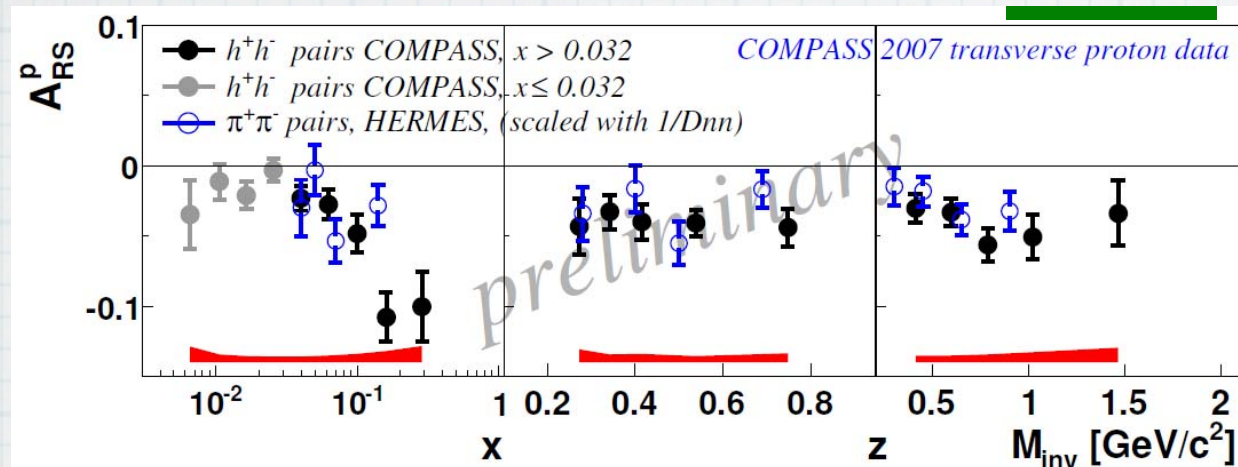 0.1
h⁺h⁻ pairs COMPASS, x > 0.032
COMPASS 2007 transverse proton data
h⁺h⁻ pairs COMPASS, x ≤ 0.032
π⁺π⁻ pairs, HERMES, (scaled with 1/Dnn)
A^p_RS
0
preliminary
-0.1
10⁻² 10⁻¹ 1 0.2 0.4 0.6 0.8 0.5 1 1.5 2
x z M_inv [GeV/c²]